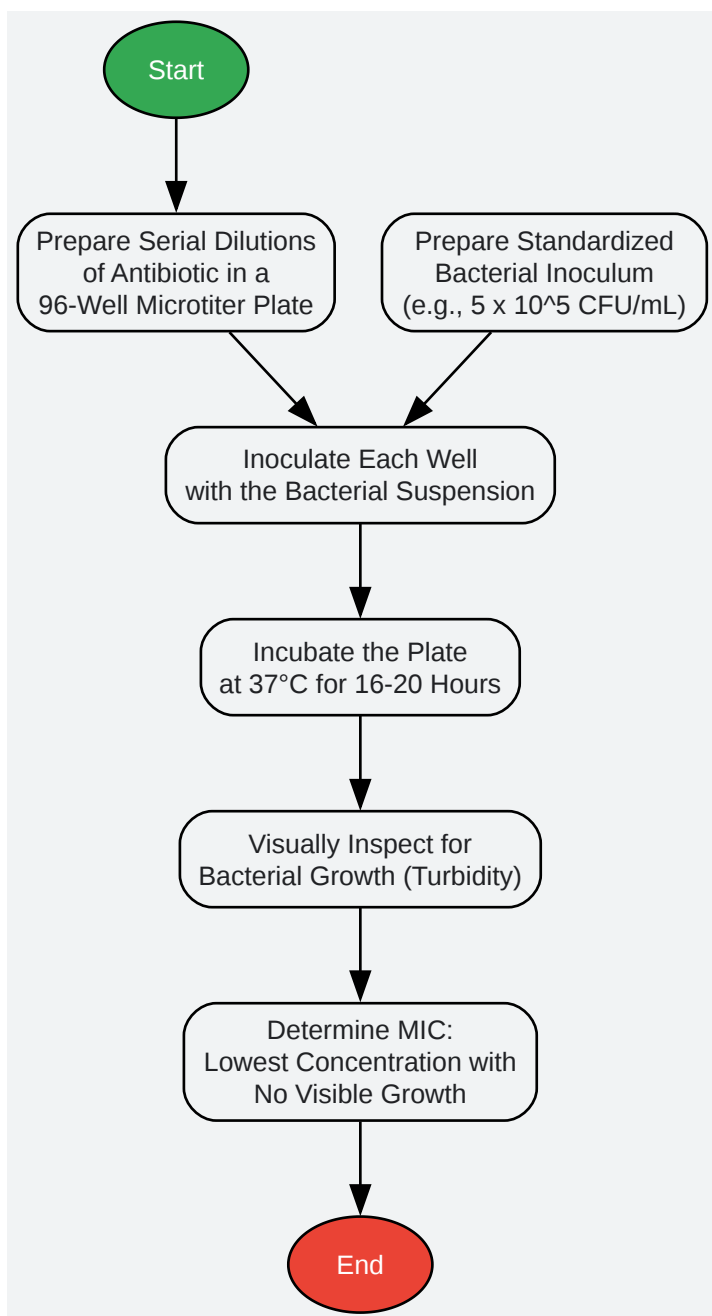 Start
Prepare Serial Dilutions
of Antibiotic in a
96-Well Microtiter Plate
Prepare Standardized
Bacterial Inoculum
(e.g., 5 x 10^5 CFU/mL)
Inoculate Each Well
with the Bacterial Suspension
Incubate the Plate
at 37°C for 16-20 Hours
Visually Inspect for
Bacterial Growth (Turbidity)
Determine MIC:
Lowest Concentration with
No Visible Growth
End